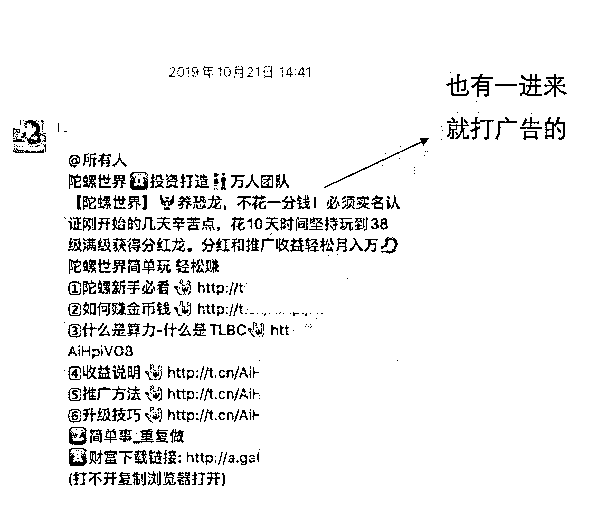 2019年10月21日 14:41
也有一进来
就打广告的
@所有人
陀螺世界投资打造万人团队
【陀螺世界】养恐龙，不花一分钱！必须实名认
证刚开始的几天辛苦点，花10天时间坚持玩到38
级满级获得分红龙。分红和推广收益轻松月入万
陀螺世界简单玩 轻松赚
①陀螺新手必看 http://t
②如何赚金币钱 http://t.
③什么是算力-什么是TLBC htt
AiHpiVO8
④收益说明 http://t.cn/AiH
⑤推广方法 http://t.cn/AiH
⑥升级技巧 http://t.cn/AiH
简单事_重复做
财富下载链接: http://a.gal
(打不开复制浏览器打开)